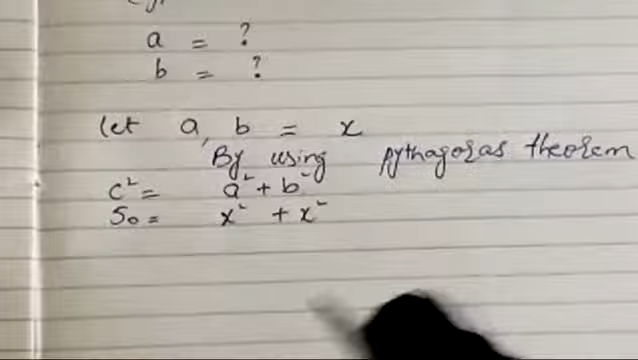 a = ?
b = ?
let a, b = x
By using pythagoras theorem
c² = a² + b²
50 = x² + x²